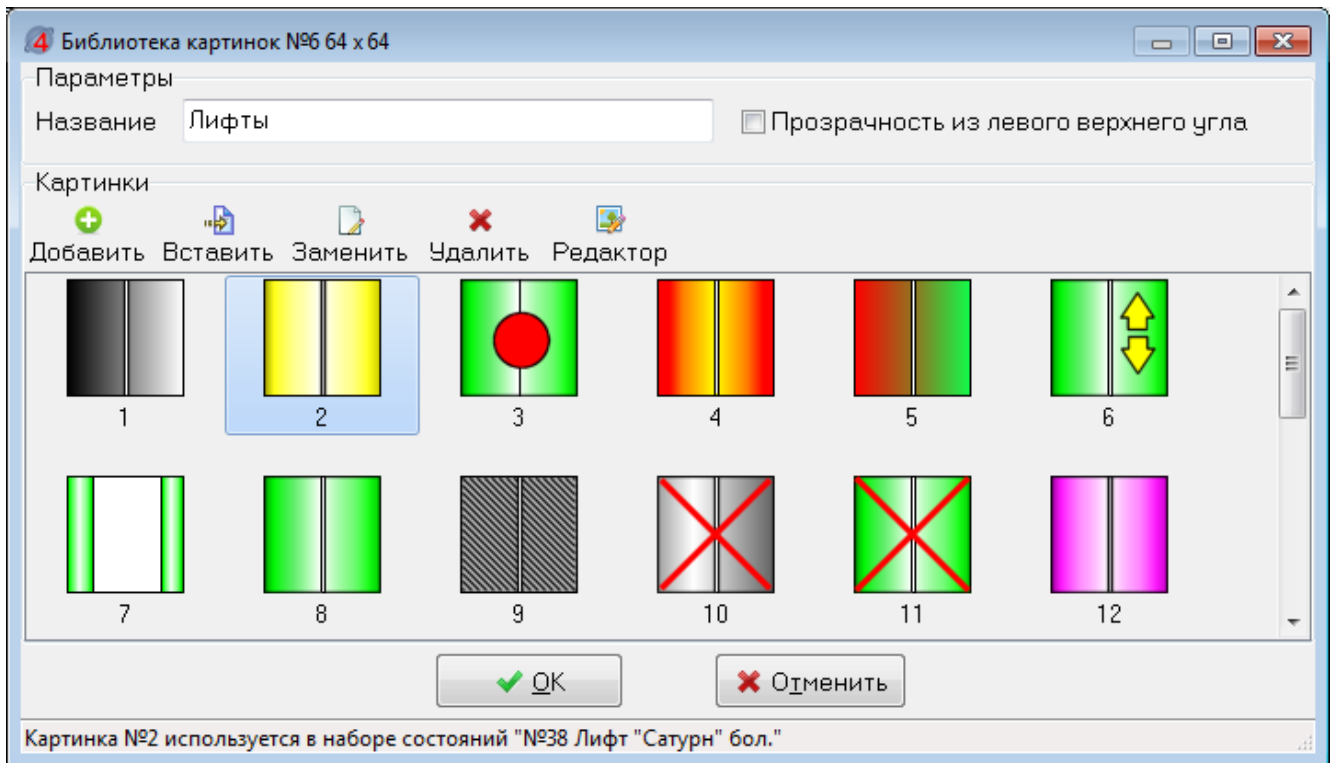 4 Библиотека картинок №6 64 x 64
Параметры
Название Лифты Прозрачность из левого верхнего угла
Картинки
Добавить Вставить Заменить Удалить Редактор
1 2 3 4 5 6
7 8 9 10 11 12
OK Отменить
Картинка №2 используется в наборе состояний "№38 Лифт "Сатурн" бол."